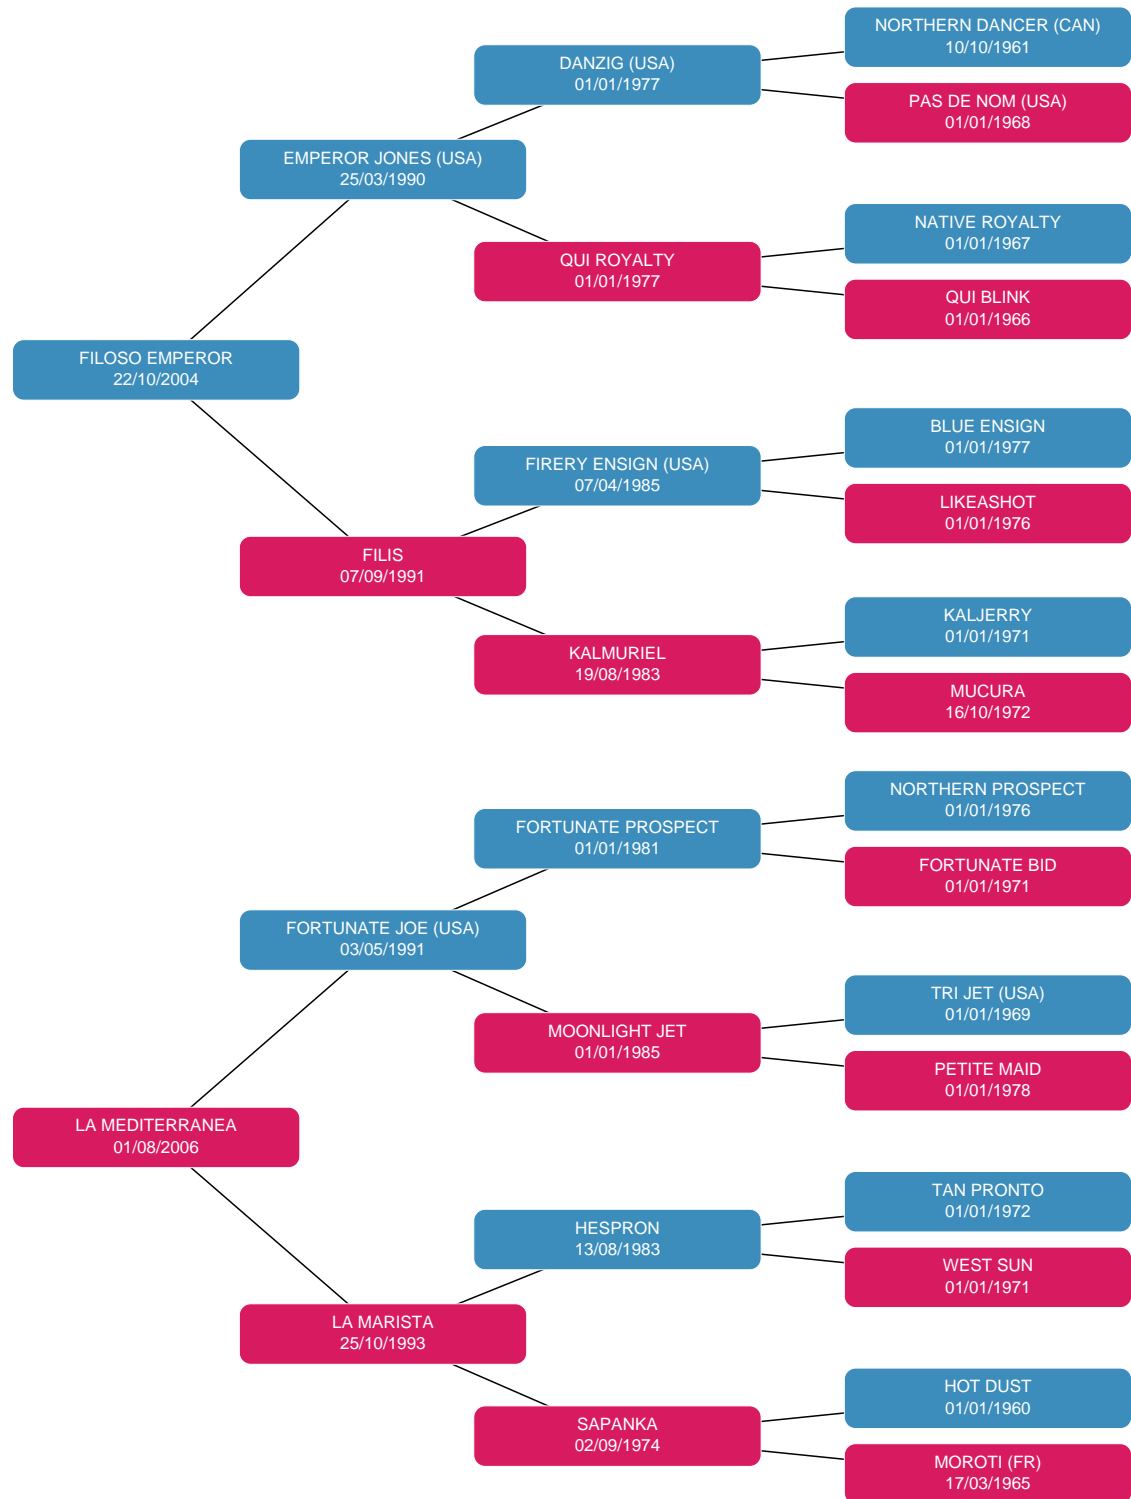 NORTHERN DANCER (CAN)
10/10/1961
DANZIG (USA)
01/01/1977
PAS DE NOM (USA)
01/01/1968
EMPEROR JONES (USA)
25/03/1990
NATIVE ROYALTY
01/01/1967
QUI ROYALTY
01/01/1977
QUI BLINK
01/01/1966
FILOSO EMPEROR
22/10/2004
BLUE ENSIGN
01/01/1977
FIRERY ENSIGN (USA)
07/04/1985
LIKEASHOT
01/01/1976
FILIS
07/09/1991
KALJERRY
01/01/1971
KALMURIEL
19/08/1983
MUCURA
16/10/1972
NORTHERN PROSPECT
01/01/1976
FORTUNATE PROSPECT
01/01/1981
FORTUNATE BID
01/01/1971
FORTUNATE JOE (USA)
03/05/1991
TRI JET (USA)
01/01/1969
MOONLIGHT JET
01/01/1985
PETITE MAID
01/01/1978
LA MEDITERRANEA
01/08/2006
TAN PRONTO
01/01/1972
HESPRON
13/08/1983
WEST SUN
01/01/1971
LA MARISTA
25/10/1993
HOT DUST
01/01/1960
SAPANKA
02/09/1974
MOROTI (FR)
17/03/1965